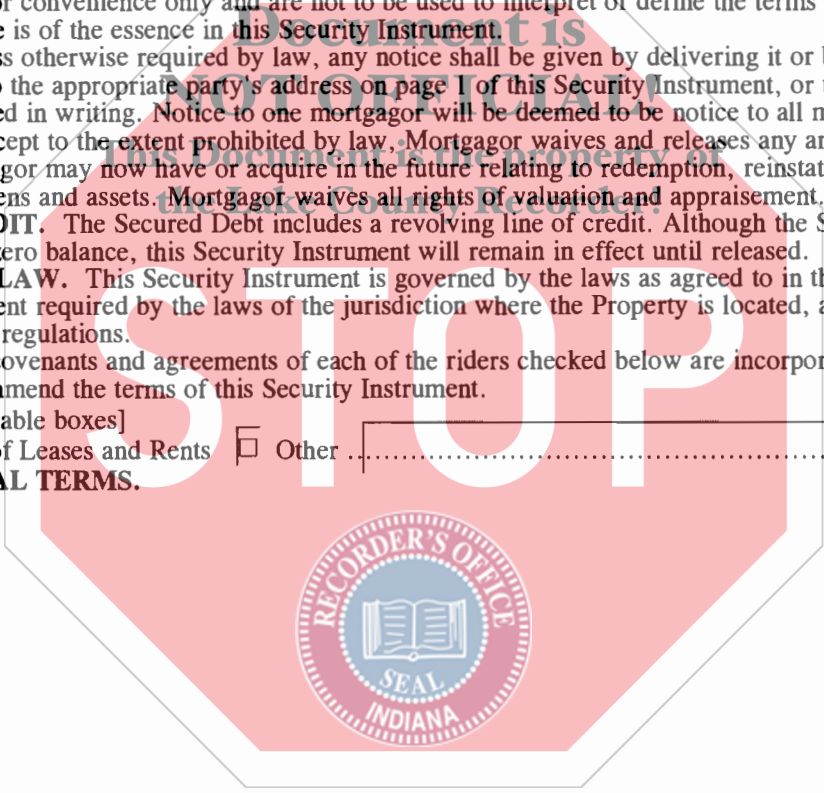 or convenience only and are not to be used to interpret or define the terms
Document is
e is of the essence in this Security Instrument.
ss otherwise required by law, any notice shall be given by delivering it or b
NOT OFFICIAL!
o the appropriate party's address on page 1 of this Security Instrument, or
ed in writing. Notice to one mortgagor will be deemed to be notice to all m
cept to the extent prohibited by law, Mortgagor waives and releases any an
This Document is the property of
gor may now have or acquire in the future relating to redemption, reinstat
ens and assets. Mortgagor waives all rights of valuation and appraisement.
the Lake County Recorder!
DIT. The Secured Debt includes a revolving line of credit. Although the S
zero balance, this Security Instrument will remain in effect until released.
LAW. This Security Instrument is governed by the laws as agreed to in th
ent required by the laws of the jurisdiction where the Property is located, a
regulations.
ovenants and agreements of each of the riders checked below are incorpor
mend the terms of this Security Instrument.
able boxes]
of Leases and Rents Other
AL TERMS.
STOP
RECORDER'S OFFICE
SEAL
INDIANA